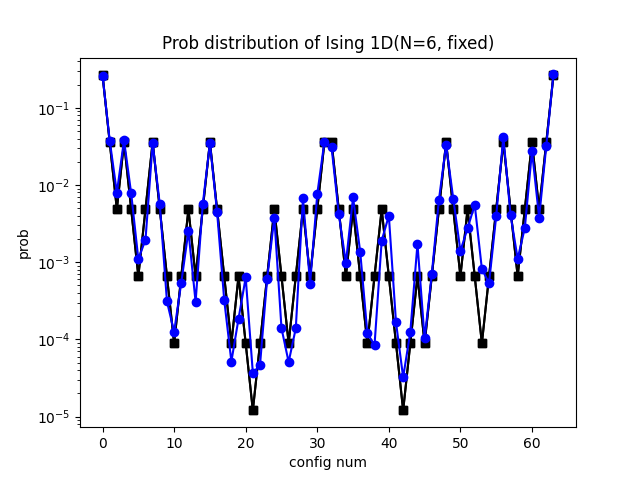 Prob distribution of Ising 1D(N=6, fixed)
10⁻¹
10⁻²
10⁻³
10⁻⁴
10⁻⁵
prob
0 10 20 30 40 50 60
config num